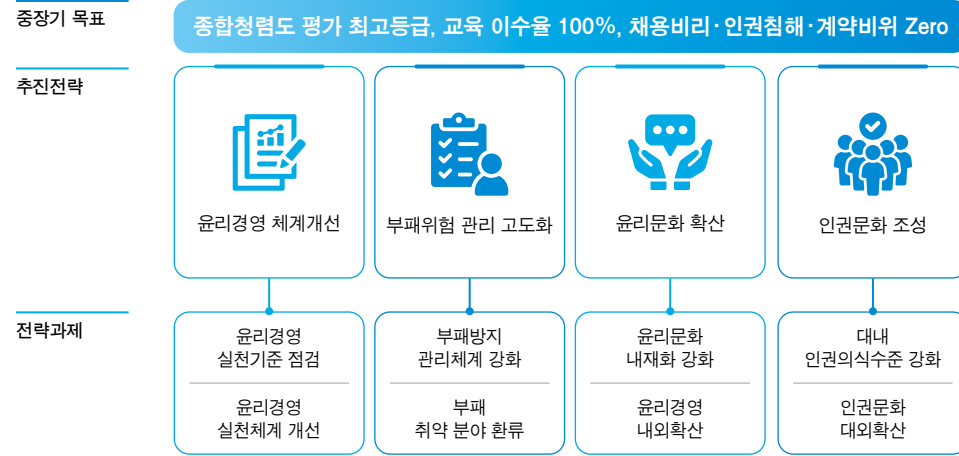 중장기 목표
종합청렴도 평가 최고등급, 교육 이수율 100%, 채용비리·인권침해·계약비위 Zero
추진전략
윤리경영 체계개선
부패위험 관리 고도화
윤리문화 확산
인권문화 조성
전략과제
윤리경영
실천기준 점검
윤리경영
실천체계 개선
부패방지
관리체계 강화
부패
취약 분야 환류
윤리문화
내재화 강화
윤리경영
내외확산
대내
인권의식수준 강화
인권문화
대외확산